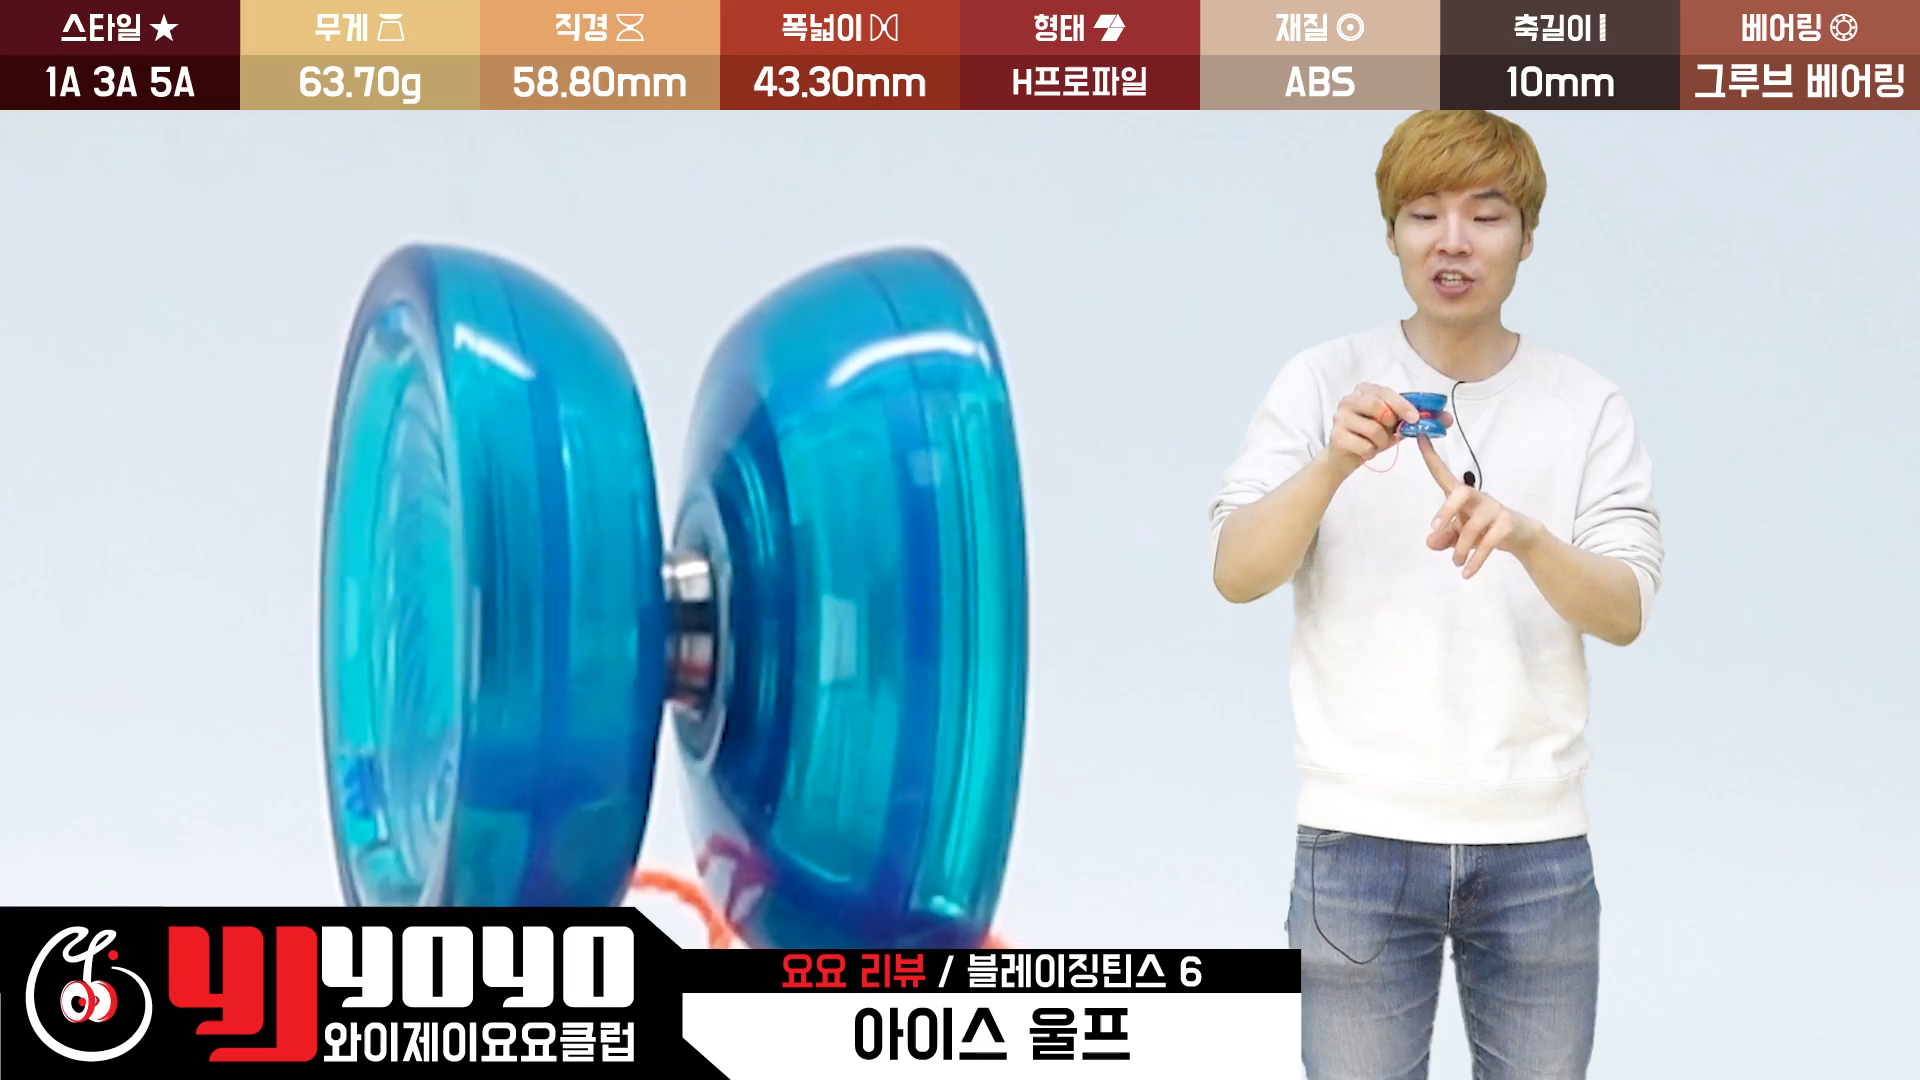 스타일
1A 3A 5A
무게
63.70g
직경
58.80mm
폭넓이
43.30mm
형태
H프로파일
재질
ABS
축길이
10mm
베어링
그루브 베어링
YJYOYO
와이제이요요클럽
요요 리뷰 / 블레이징틴스 6
아이스 울프